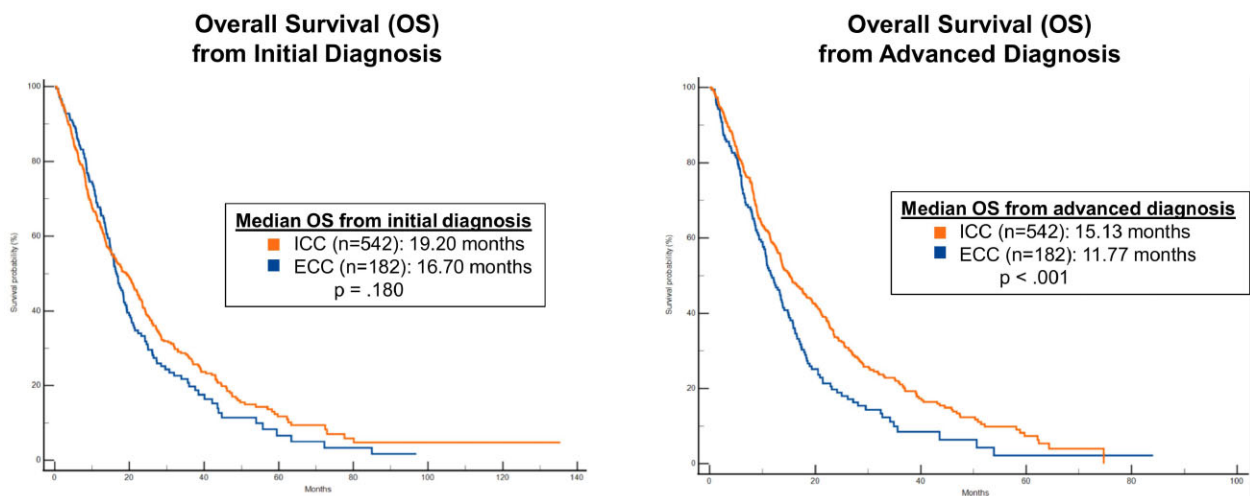 Overall Survival (OS)
from Initial Diagnosis
Survival probability (%)
100
80
60
40
20
0
Median OS from initial diagnosis
ICC (n=542): 19.20 months
ECC (n=182): 16.70 months
p = .180
0 20 40 60 80 100 120 140
Months
Overall Survival (OS)
from Advanced Diagnosis
Survival probability (%)
100
80
60
40
20
0
Median OS from advanced diagnosis
ICC (n=542): 15.13 months
ECC (n=182): 11.77 months
p < .001
0 20 40 60 80 100
Months